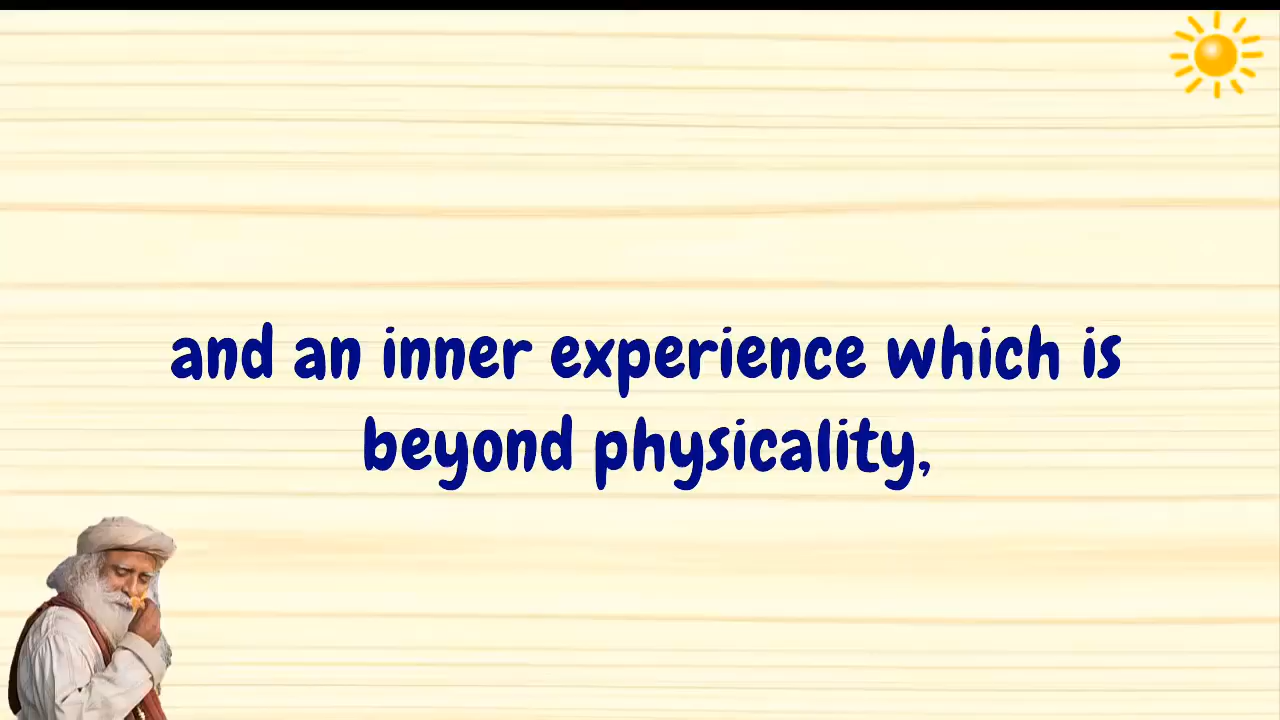 and an inner experience which is
beyond physicality,